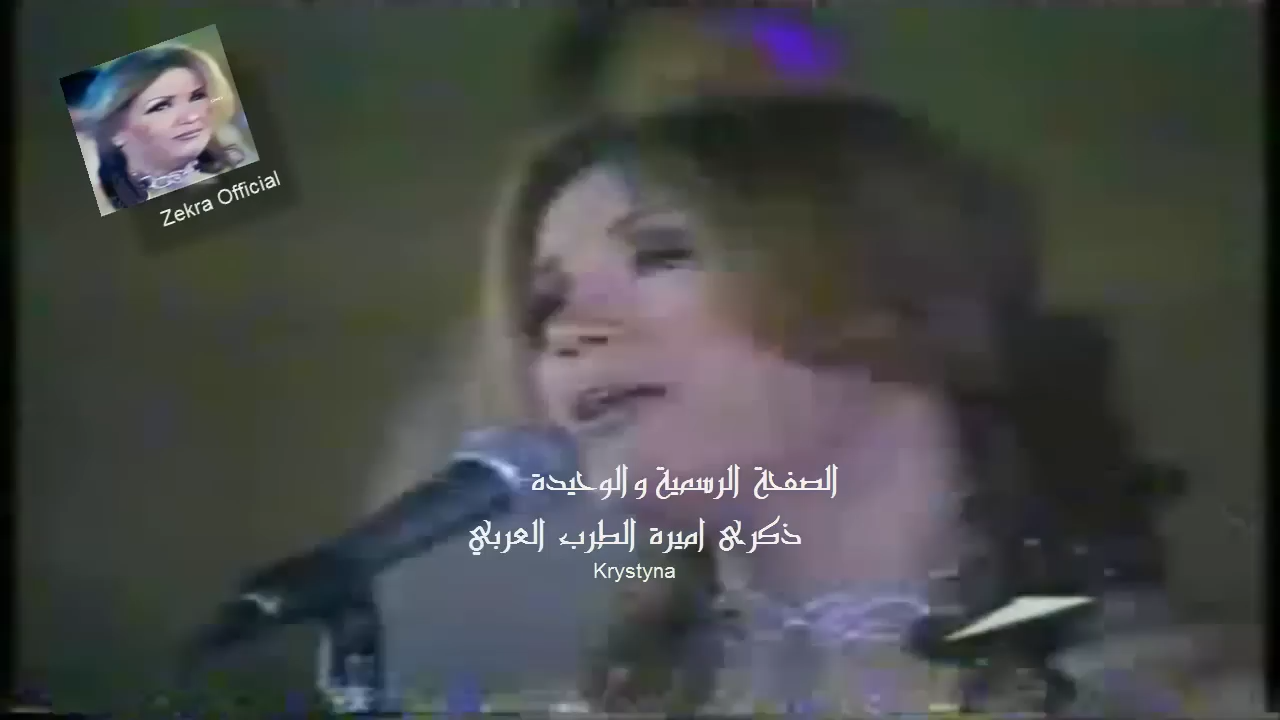 Zekra Official
الصفحة الرسمية والوحيدة
ذكرى اميرة الطرب العربي
Krystyna